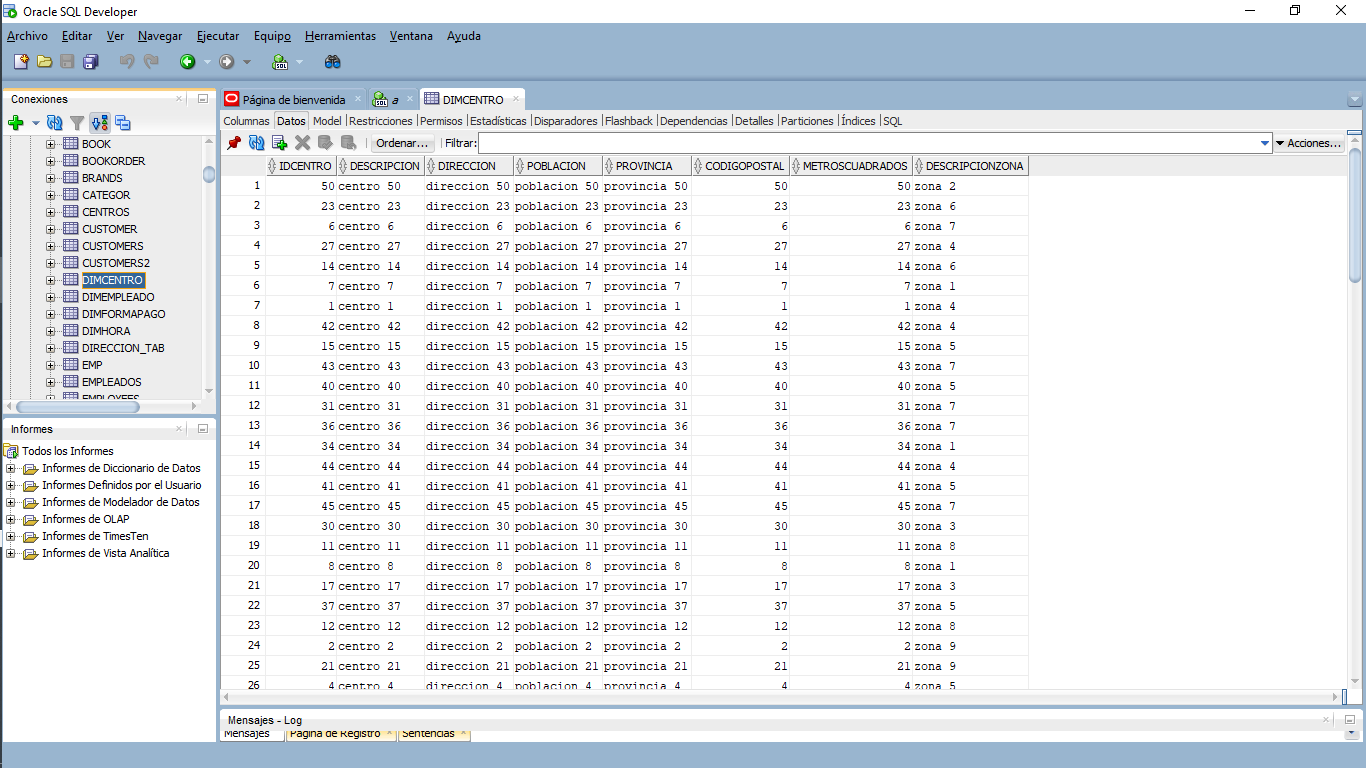 Oracle SQL Developer
Archivo Editar Ver Navegar Ejecutar Equipo Herramientas Ventana Ayuda
Conexiones
BOOK
BOOKORDER
BRANDS
CATEGOR
CENTROS
CUSTOMER
CUSTOMERS
CUSTOMERS2
DIMCENTRO
DIMEMPLEADO
DIMFORMAPAGO
DIMHORA
DIRECCION_TAB
EMP
EMPLEADOS
EMPLOYEES
Informes
Todos los Informes
Informes de Diccionario de Datos
Informes Definidos por el Usuario
Informes de Modelador de Datos
Informes de OLAP
Informes de TimesTen
Informes de Vista Analítica
Página de bienvenida a DIMCENTRO
Columnas Datos Model Restricciones Permisos Estadísticas Disparadores Flashback Dependencias Detalles Particiones Índices SQL
Ordenar... Filtrar: Acciones...
IDCENTRO DESCRIPCION DIRECCION POBLACION PROVINCIA CODIGOPOSTAL METROSCUADRADOS DESCRIPCIONZONA
1 50 centro 50 direccion 50 poblacion 50 provincia 50 50 50 zona 2
2 23 centro 23 direccion 23 poblacion 23 provincia 23 23 23 zona 6
3 6 centro 6 direccion 6 poblacion 6 provincia 6 6 6 zona 7
4 27 centro 27 direccion 27 poblacion 27 provincia 27 27 27 zona 4
5 14 centro 14 direccion 14 poblacion 14 provincia 14 14 14 zona 6
6 7 centro 7 direccion 7 poblacion 7 provincia 7 7 7 zona 1
7 1 centro 1 direccion 1 poblacion 1 provincia 1 1 1 zona 4
8 42 centro 42 direccion 42 poblacion 42 provincia 42 42 42 zona 4
9 15 centro 15 direccion 15 poblacion 15 provincia 15 15 15 zona 5
10 43 centro 43 direccion 43 poblacion 43 provincia 43 43 43 zona 7
11 40 centro 40 direccion 40 poblacion 40 provincia 40 40 40 zona 5
12 31 centro 31 direccion 31 poblacion 31 provincia 31 31 31 zona 7
13 36 centro 36 direccion 36 poblacion 36 provincia 36 36 36 zona 7
14 34 centro 34 direccion 34 poblacion 34 provincia 34 34 34 zona 1
15 44 centro 44 direccion 44 poblacion 44 provincia 44 44 44 zona 4
16 41 centro 41 direccion 41 poblacion 41 provincia 41 41 41 zona 5
17 45 centro 45 direccion 45 poblacion 45 provincia 45 45 45 zona 7
18 30 centro 30 direccion 30 poblacion 30 provincia 30 30 30 zona 3
19 11 centro 11 direccion 11 poblacion 11 provincia 11 11 11 zona 8
20 8 centro 8 direccion 8 poblacion 8 provincia 8 8 8 zona 1
21 17 centro 17 direccion 17 poblacion 17 provincia 17 17 17 zona 3
22 37 centro 37 direccion 37 poblacion 37 provincia 37 37 37 zona 5
23 12 centro 12 direccion 12 poblacion 12 provincia 12 12 12 zona 8
24 2 centro 2 direccion 2 poblacion 2 provincia 2 2 2 zona 9
25 21 centro 21 direccion 21 poblacion 21 provincia 21 21 21 zona 9
26 4 centro 4 direccion 4 poblacion 4 provincia 4 4 4 zona 5
Mensajes - Log
Mensajes Página de Registro Sentencias